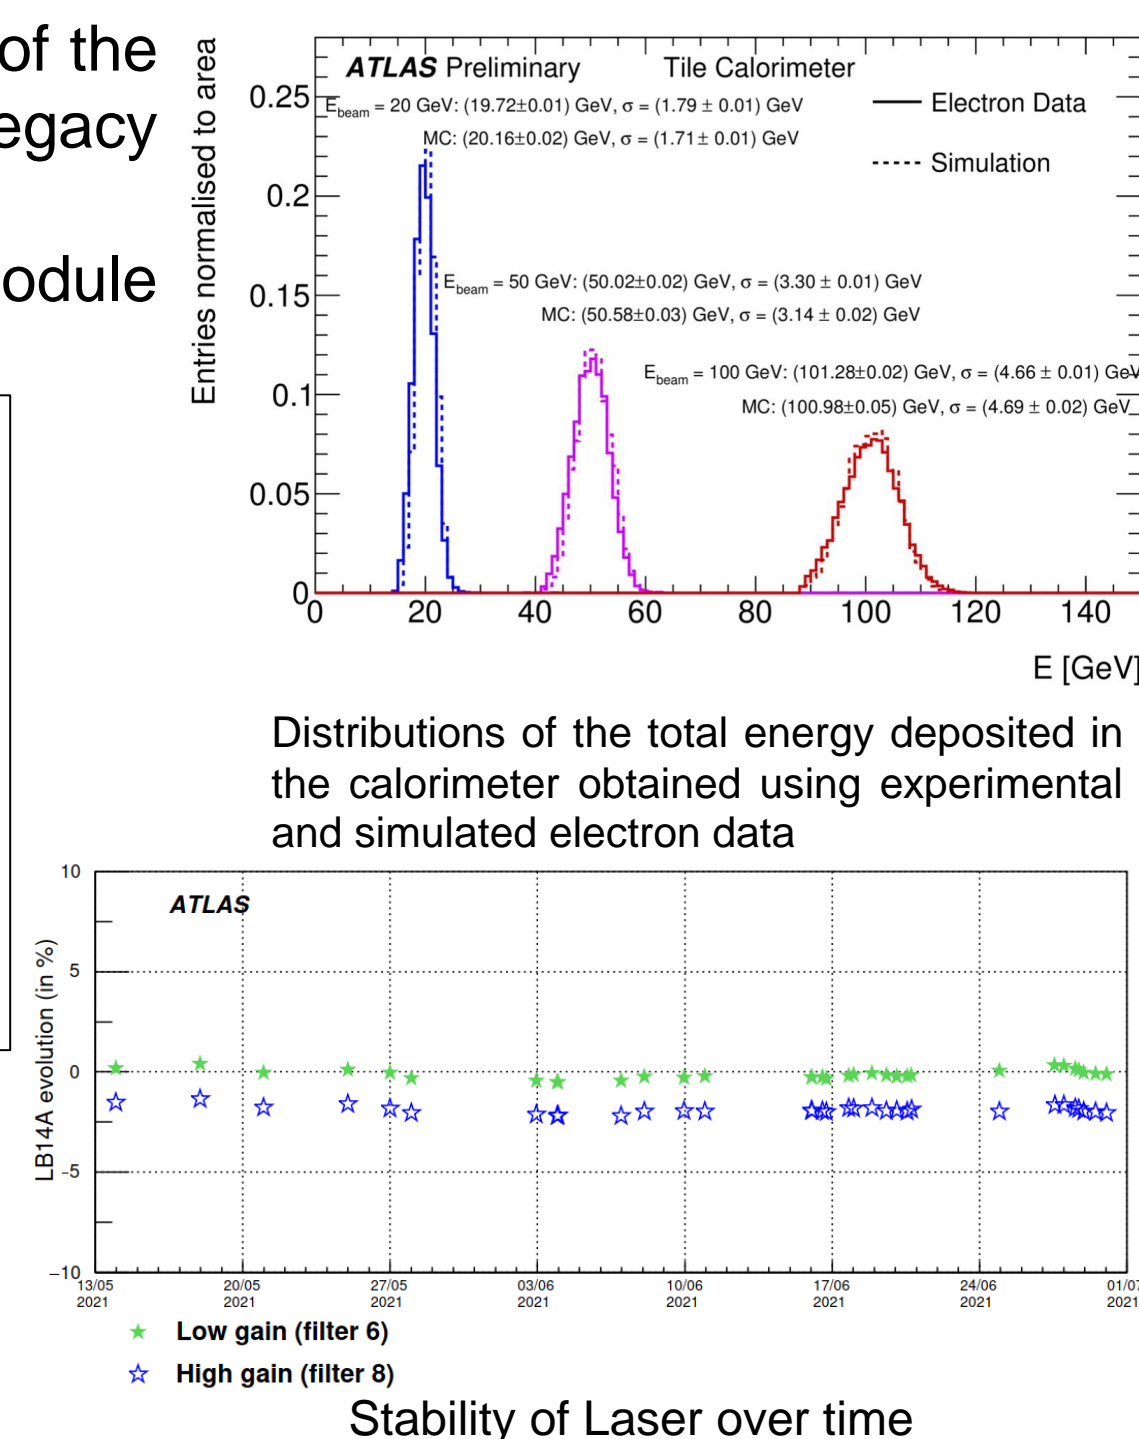 of the
egacy
odule
Entries normalised to area
ATLAS Preliminary
Tile Calorimeter
E_beam = 20 GeV: (19.72±0.01) GeV, σ = (1.79 ± 0.01) GeV
MC: (20.16±0.02) GeV, σ = (1.71± 0.01) GeV
Electron Data
Simulation
E_beam = 50 GeV: (50.02±0.02) GeV, σ = (3.30 ± 0.01) GeV
MC: (50.58±0.03) GeV, σ = (3.14 ± 0.02) GeV
E_beam = 100 GeV: (101.28±0.02) GeV, σ = (4.66 ± 0.01) GeV
MC: (100.98±0.05) GeV, σ = (4.69 ± 0.02) GeV
0.25
0.2
0.15
0.1
0.05
0
0 20 40 60 80 100 120 140
E [GeV]
Distributions of the total energy deposited in
the calorimeter obtained using experimental
and simulated electron data
LB14A evolution (in %)
ATLAS
10
5
0
−5
−10
13/05 20/05 27/05 03/06 10/06 17/06 24/06 01/07
2021 2021 2021 2021 2021 2021 2021 2021
Low gain (filter 6)
High gain (filter 8)
Stability of Laser over time